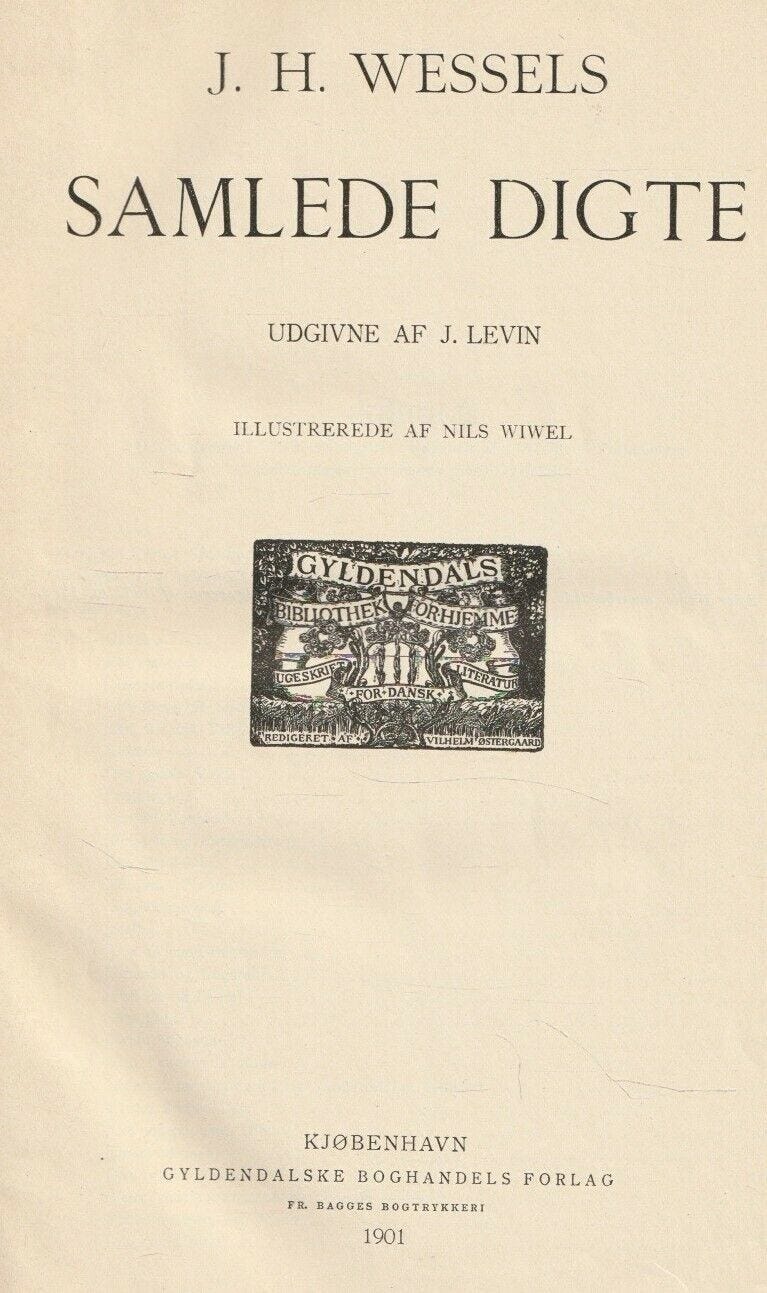 J. H. WESSELS
SAMLEDE DIGTE
UDGIVNE AF J. LEVIN
ILLUSTREREDE AF NILS WIWEL
GYLDENDALS
BIBLIOTHEK FOR HJEMME
UGESKRIFT
LITERATUR
FOR DANSK
REDIGERET AF
VILHELM ØSTERGAARD
KJØBENHAVN
GYLDENDALSKE BOGHANDELS FORLAG
FR. BAGGES BOGTRYKKERI
1901